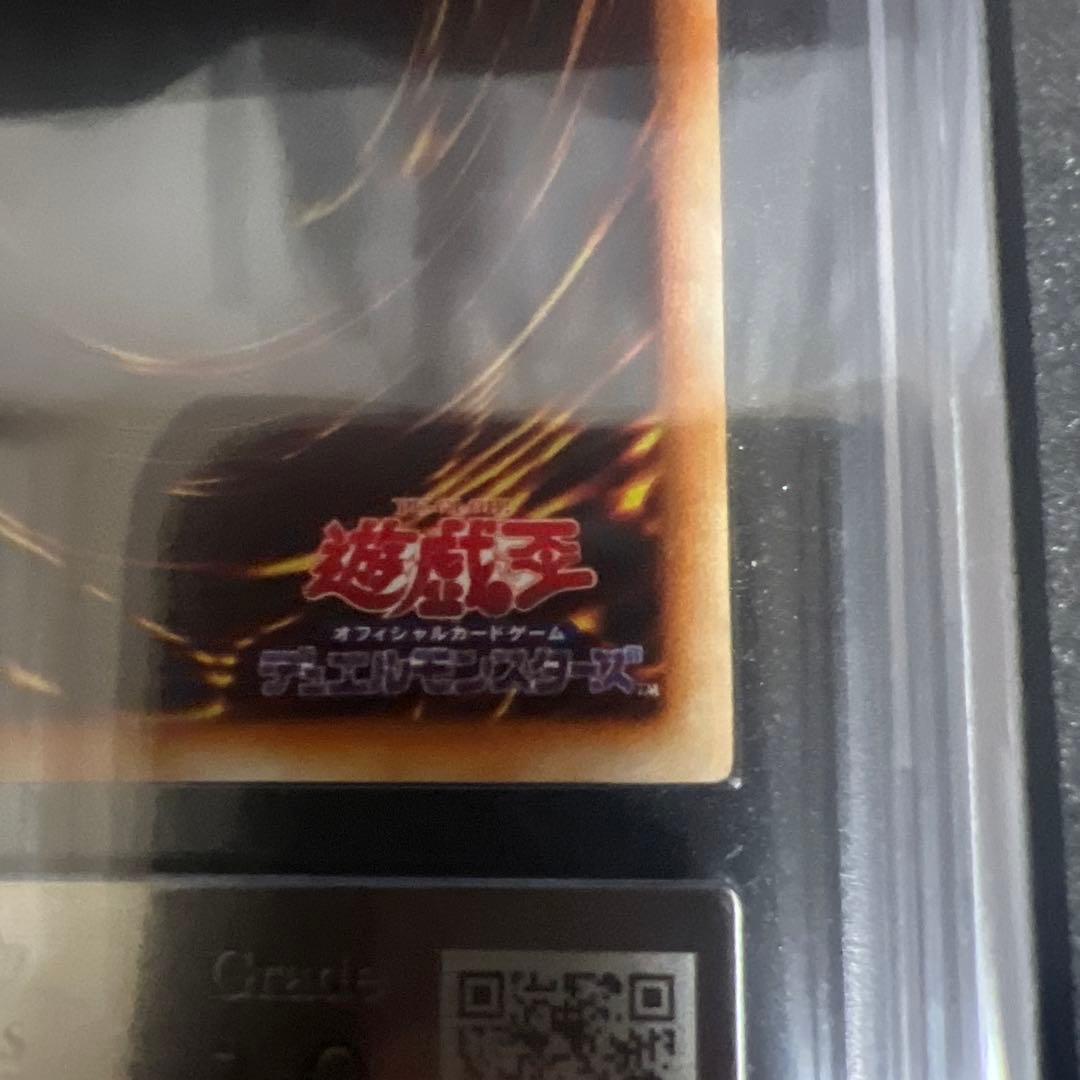 遊戯王
オフィシャルカードゲーム
デュエルモンスターズ
TM
Grade